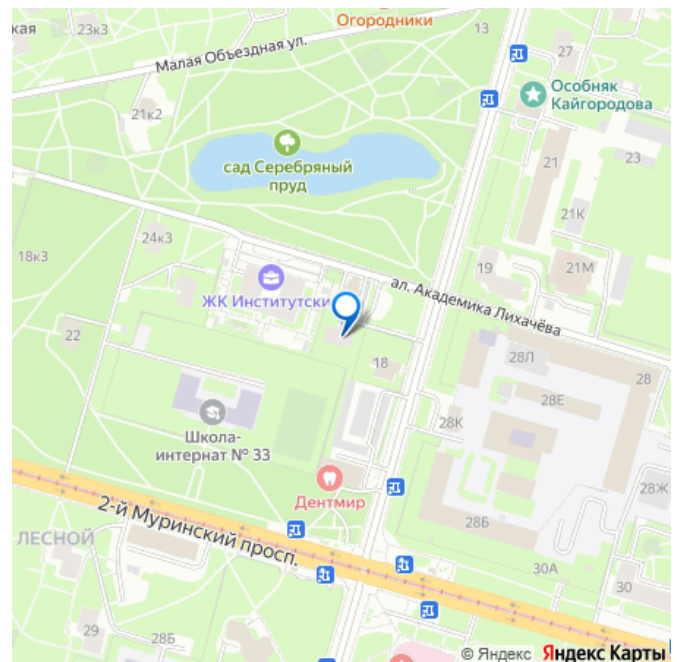 кая
23к3
Огородники
13
Малая Объездная ул.
27
Особняк
Кайгородова
21к2
сад Серебряный
пруд
21
23
21К
24к3
18к3
19
21М
ЖК Институтски
ал. Академика Лихачёва
22
18
28Л
28
28Е
28К
Школа-
интернат № 33
Дентмир
28Ж
2-й Муринский просп.
28Б
ЛЕСНОЙ
30А
30
29
28Б
© Яндекс Яндекс Карты